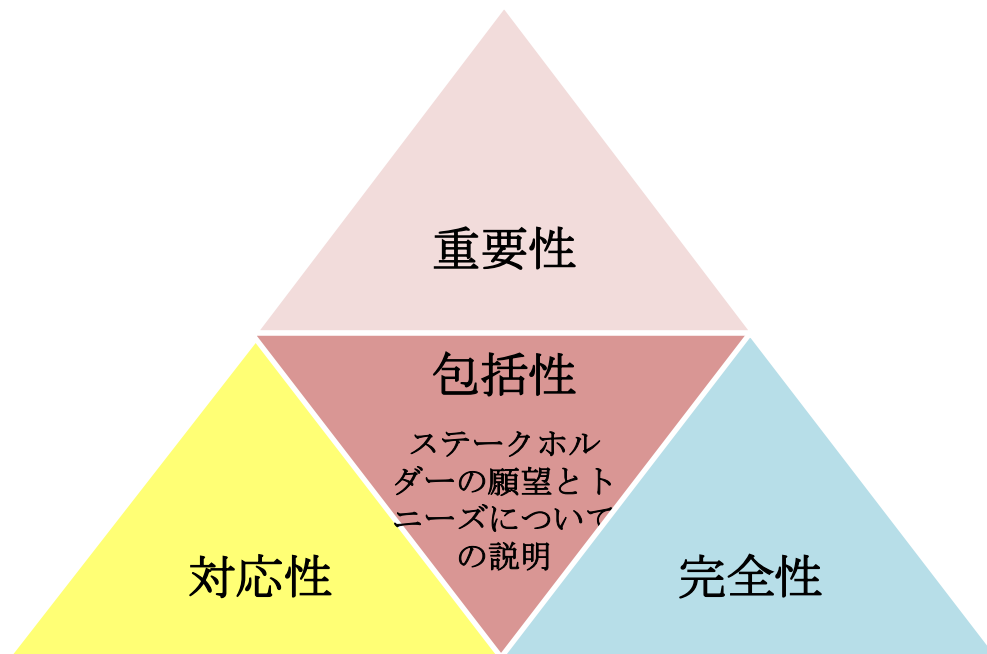 重要性
包括性
ステークホル
ダーの願望とト
ニーズについて
の説明
対応性
完全性